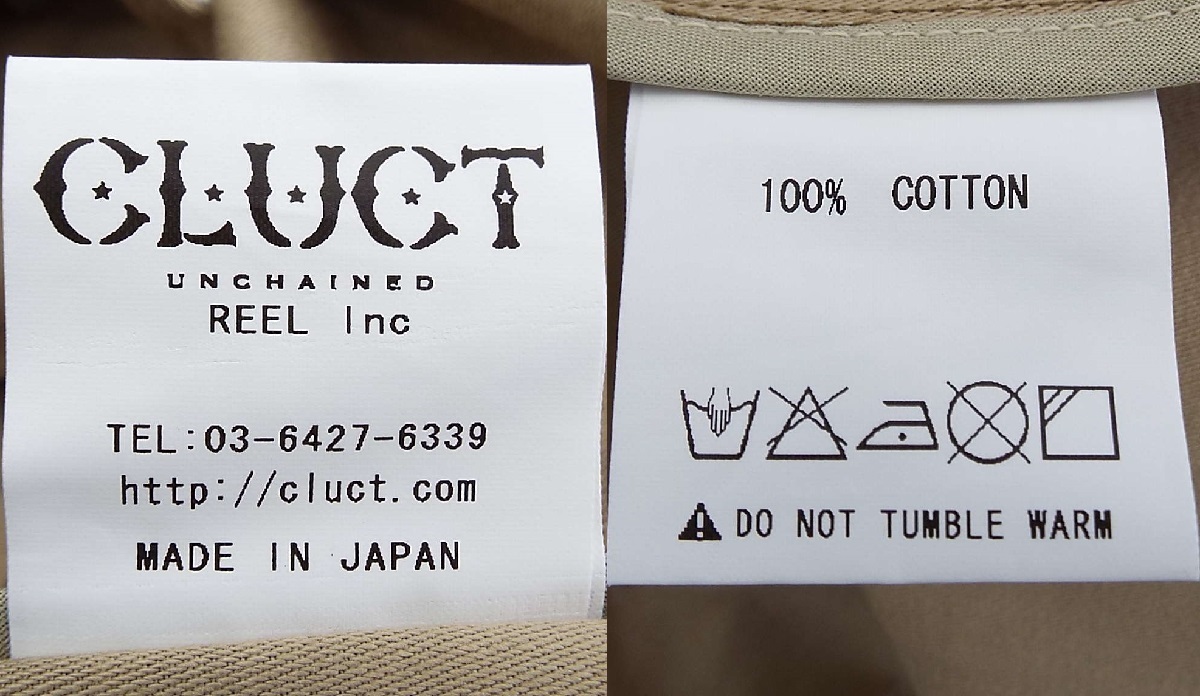 CLUCT
UNCHAINED
REEL Inc
TEL:03-6427-6339
http://cluct.com
MADE IN JAPAN
100% COTTON
DO NOT TUMBLE WARM